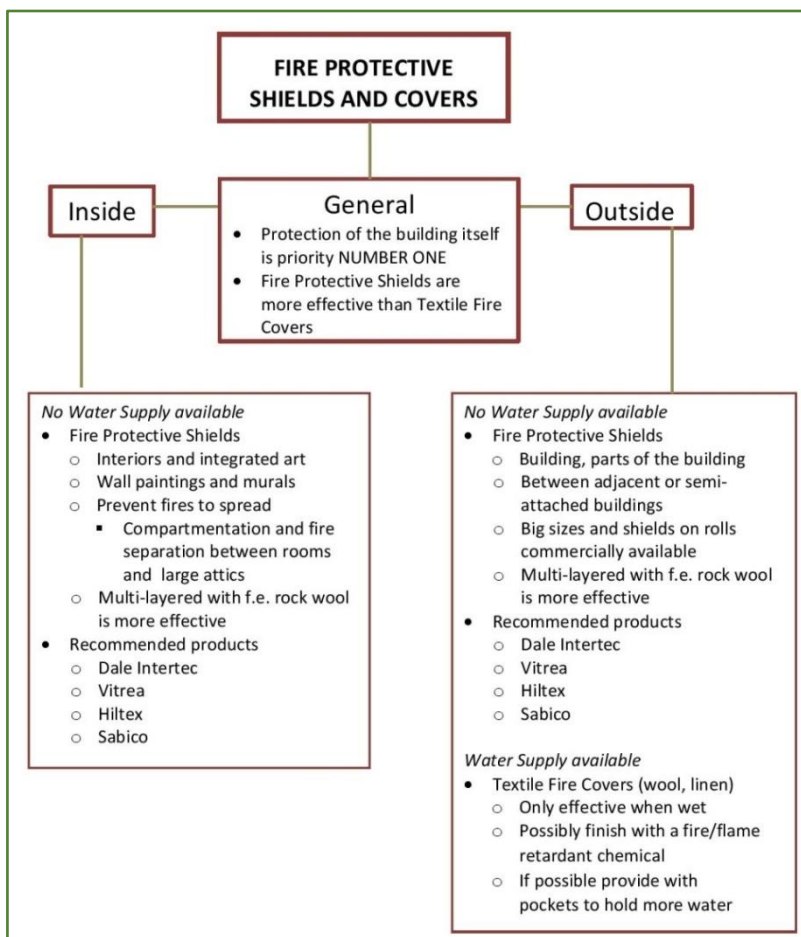 FIRE PROTECTIVE
SHIELDS AND COVERS
Inside
General
• Protection of the building itself
is priority NUMBER ONE
• Fire Protective Shields are
more effective than Textile Fire
Covers
Outside
No Water Supply available
• Fire Protective Shields
○ Interiors and integrated art
○ Wall paintings and murals
○ Prevent fires to spread
▪ Compartmentation and fire
separation between rooms
and large attics
○ Multi-layered with f.e. rock wool
is more effective
• Recommended products
○ Dale Intertec
○ Vitrea
○ Hiltex
○ Sabico
No Water Supply available
• Fire Protective Shields
○ Building, parts of the building
○ Between adjacent or semi-
attached buildings
○ Big sizes and shields on rolls
commercially available
○ Multi-layered with f.e. rock wool
is more effective
• Recommended products
○ Dale Intertec
○ Vitrea
○ Hiltex
○ Sabico
Water Supply available
• Textile Fire Covers (wool, linen)
○ Only effective when wet
○ Possibly finish with a fire/flame
retardant chemical
○ If possible provide with
pockets to hold more water